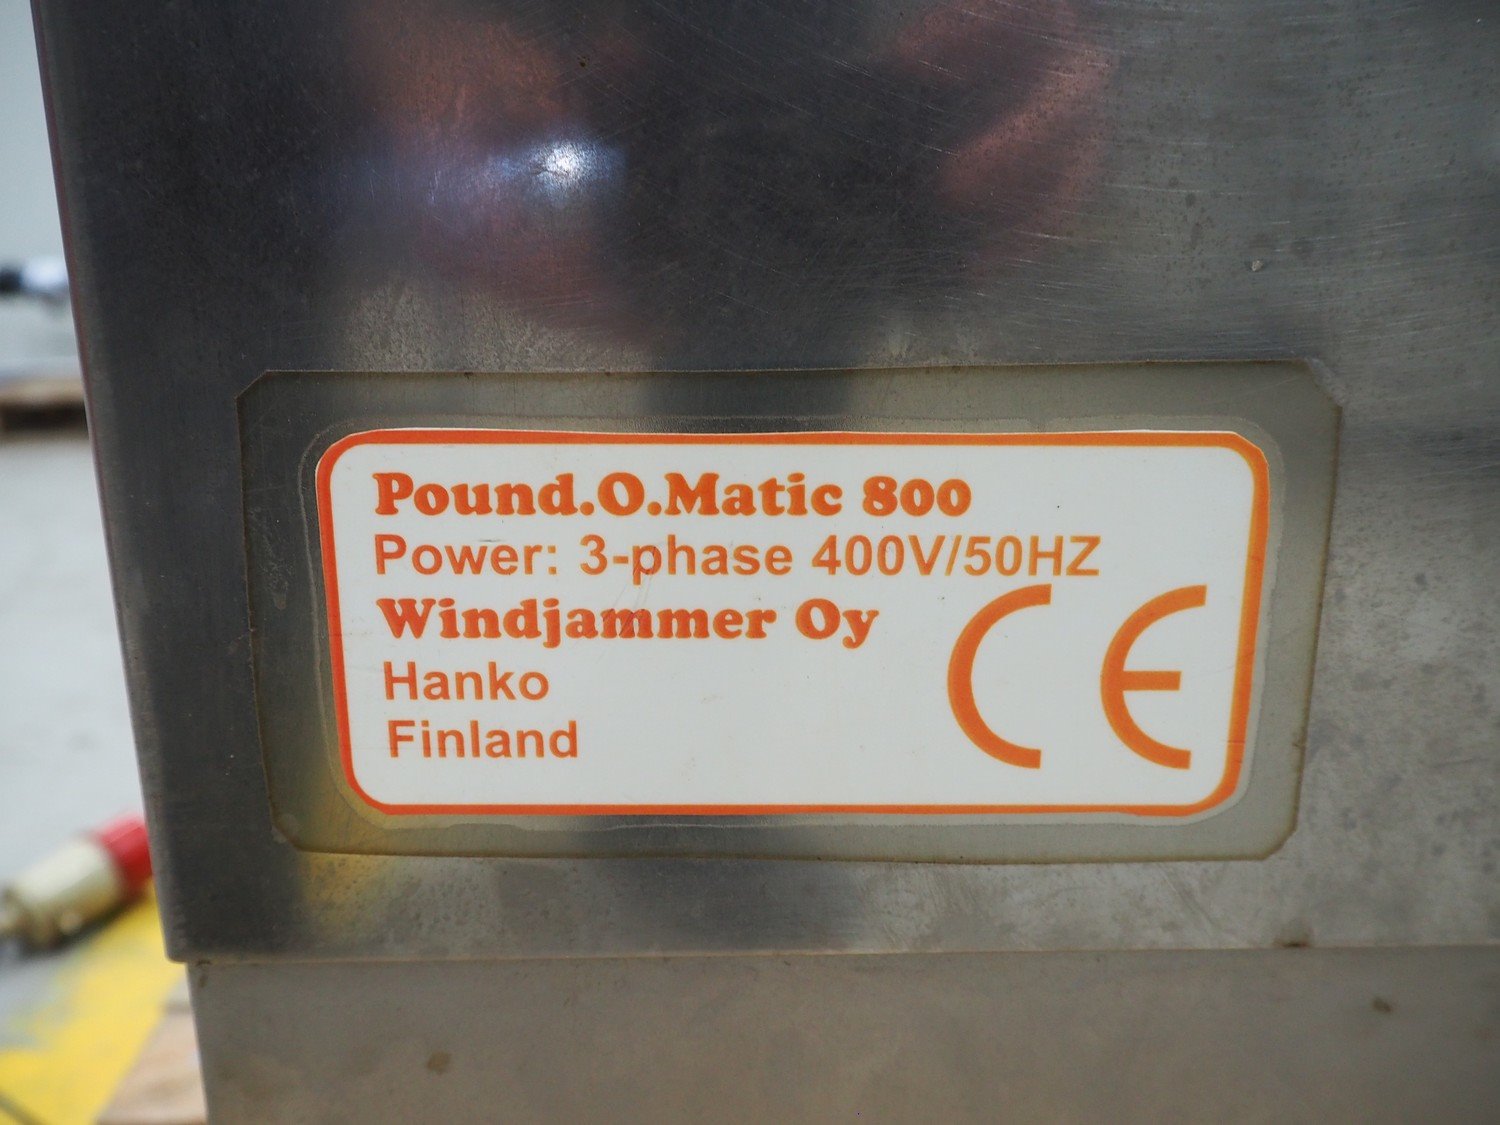 Pound.O.Matic 800
Power: 3-phase 400V/50HZ
Windjammer Oy
Hanko
Finland
CE